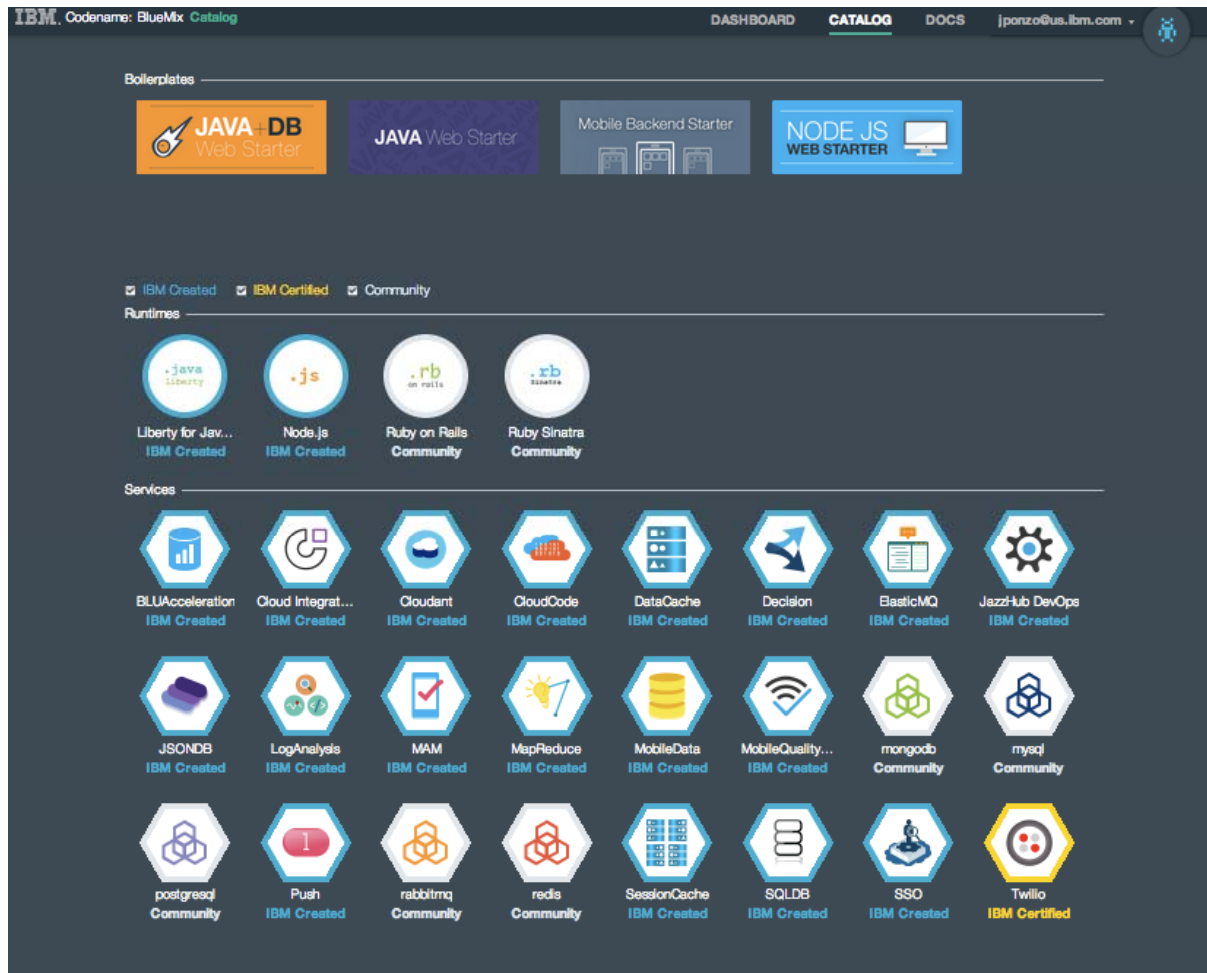 IBM. Codename: BlueMix Catalog
DASHBOARD CATALOG DOCS jponzo@us.ibm.com
Boilerplates
JAVA+DB
Web Starter
JAVA Web Starter
Mobile Backend Starter
NODE JS
WEB STARTER
IBM Created IBM Certified Community
Runtimes
.java
liberty
.js
.rb
on rails
.rb
Sinatra
Liberty for Jav... Node.js Ruby on Rails Ruby Sinatra
IBM Created IBM Created Community Community
Services
BLUAcceleration Cloud Integrat... Cloudant CloudCode DataCache Decision ElasticMQ JazzHub DevOps
IBM Created IBM Created IBM Created IBM Created IBM Created IBM Created IBM Created IBM Created
JSONDB LogAnalysis MAM MapReduce MobileData MobileQuality... mongodb mysql
IBM Created IBM Created IBM Created IBM Created IBM Created IBM Created Community Community
1
postgresql Push rabbitmq redis SessionCache SQLDB SSO Twilio
Community IBM Created Community Community IBM Created IBM Created IBM Created IBM Certified